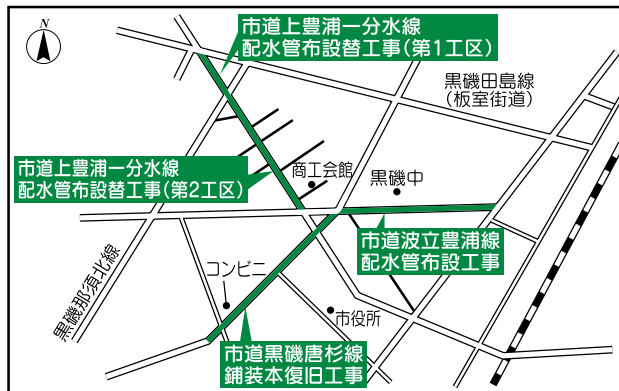 N
市道上豊浦一分水線
配水管布設替工事(第1工区)
黒磯田島線
(板室街道)
市道上豊浦一分水線
配水管布設替工事(第2工区)
商工会館
黒磯中
市道波立豊浦線
配水管布設工事
黒磯那須北線
コンビニ
市役所
市道黒磯唐杉線
舗装本復旧工事